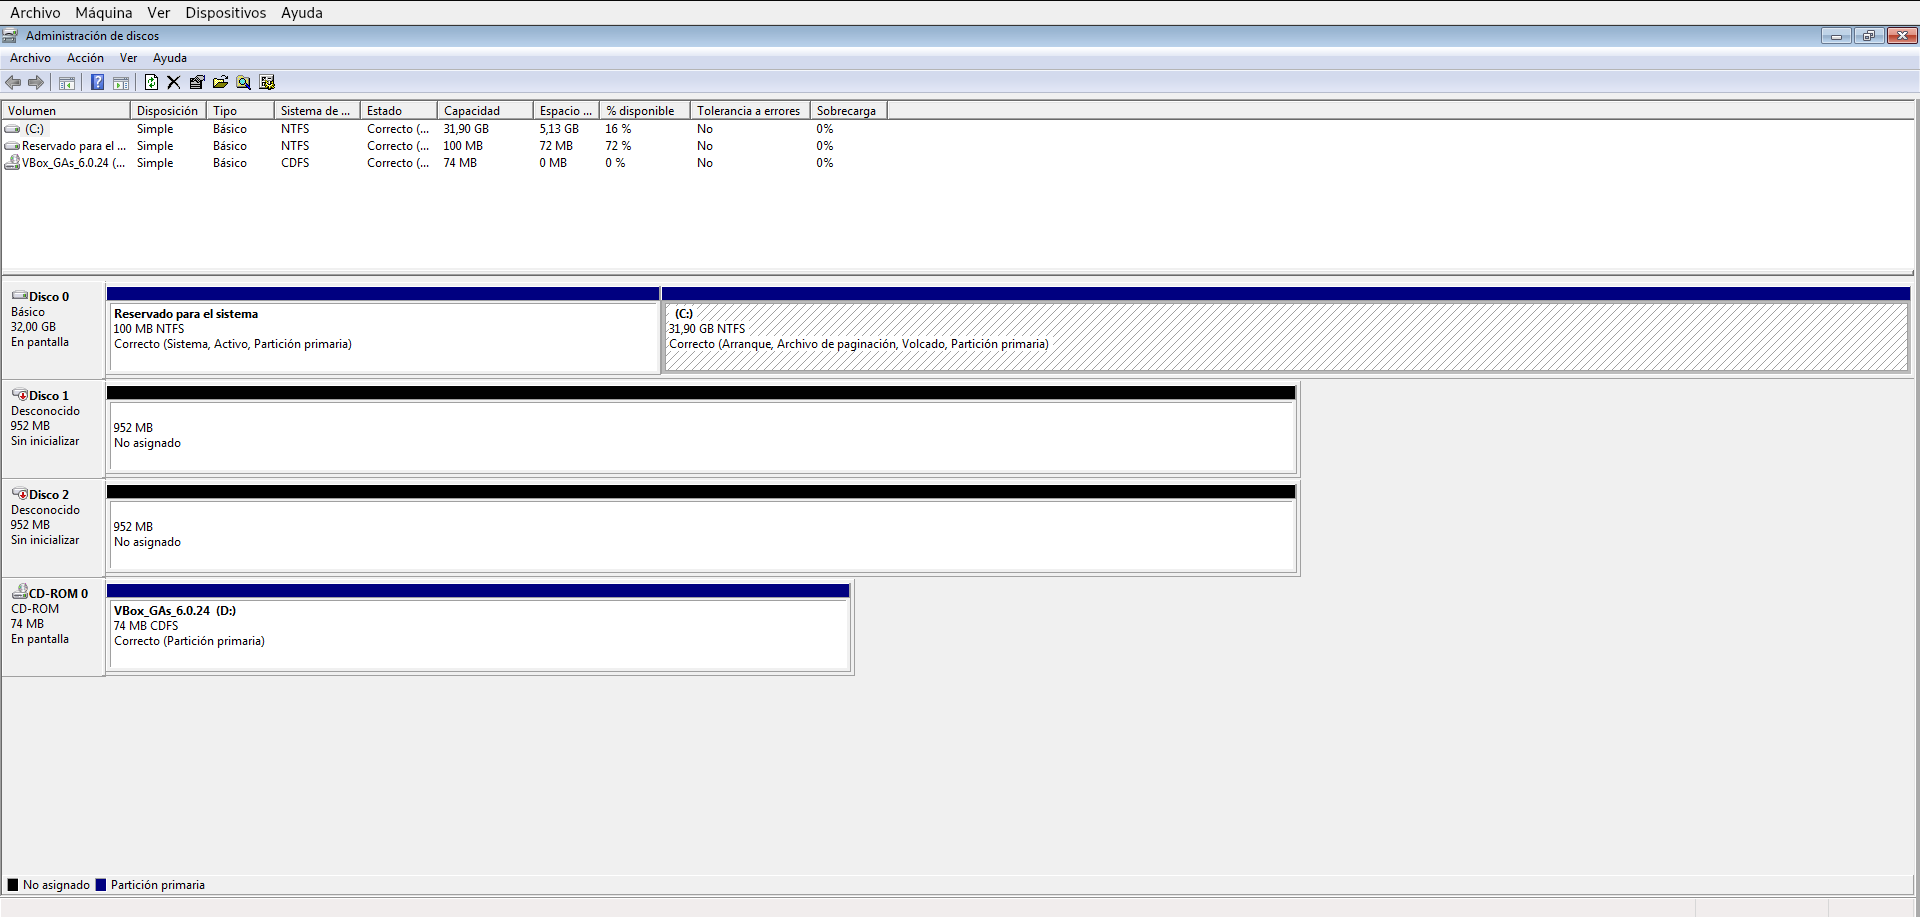 Archivo Máquina Ver Dispositivos Ayuda
Administración de discos
Archivo Acción Ver Ayuda
Volumen Disposición Tipo Sistema de ... Estado Capacidad Espacio ... % disponible Tolerancia a errores Sobrecarga
(C:) Simple Básico NTFS Correcto (... 31,90 GB 5,13 GB 16 % No 0%
Reservado para el ... Simple Básico NTFS Correcto (... 100 MB 72 MB 72 % No 0%
VBox_GAs_6.0.24 (... Simple Básico CDFS Correcto (... 74 MB 0 MB 0 % No 0%
Disco 0
Básico
32,00 GB
En pantalla
Reservado para el sistema
100 MB NTFS
Correcto (Sistema, Activo, Partición primaria)
(C:)
31,90 GB NTFS
Correcto (Arranque, Archivo de paginación, Volcado, Partición primaria)
Disco 1
Desconocido
952 MB
Sin inicializar
952 MB
No asignado
Disco 2
Desconocido
952 MB
Sin inicializar
952 MB
No asignado
CD-ROM 0
CD-ROM
74 MB
En pantalla
VBox_GAs_6.0.24 (D:)
74 MB CDFS
Correcto (Partición primaria)
No asignado Partición primaria